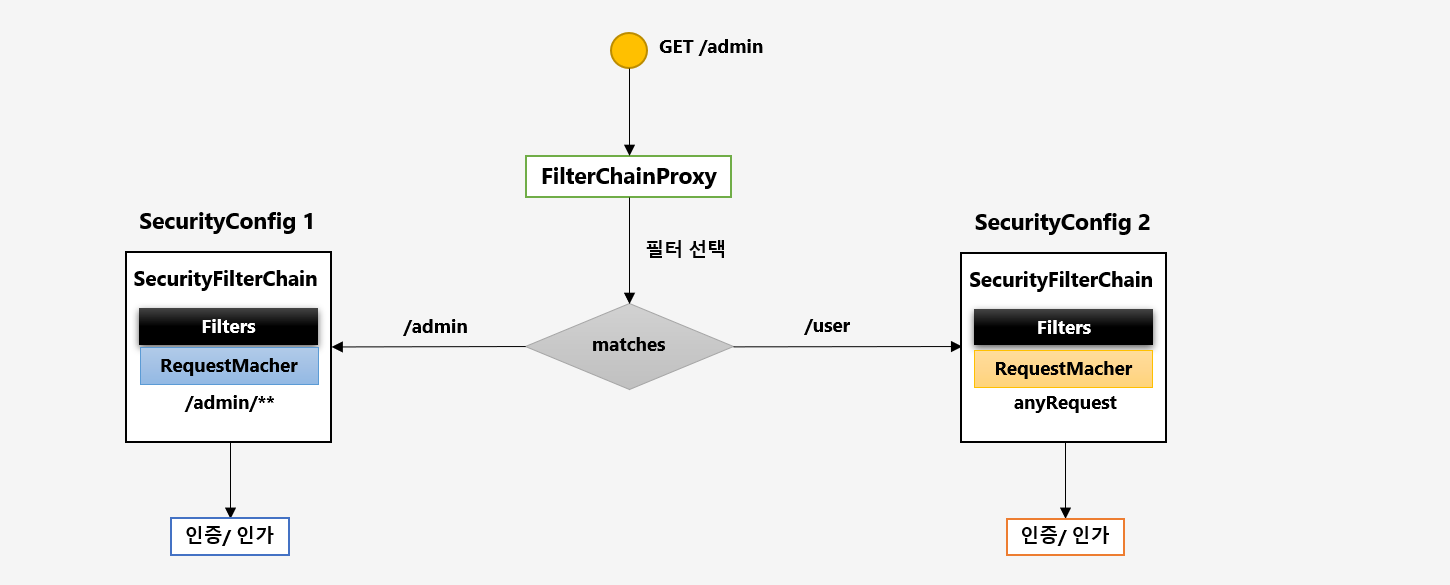 GET /admin
FilterChainProxy
SecurityConfig 1
SecurityConfig 2
필터 선택
SecurityFilterChain
SecurityFilterChain
Filters
Filters
/admin
matches
/user
RequestMacher
RequestMacher
/admin/**
anyRequest
인증/ 인가
인증/ 인가